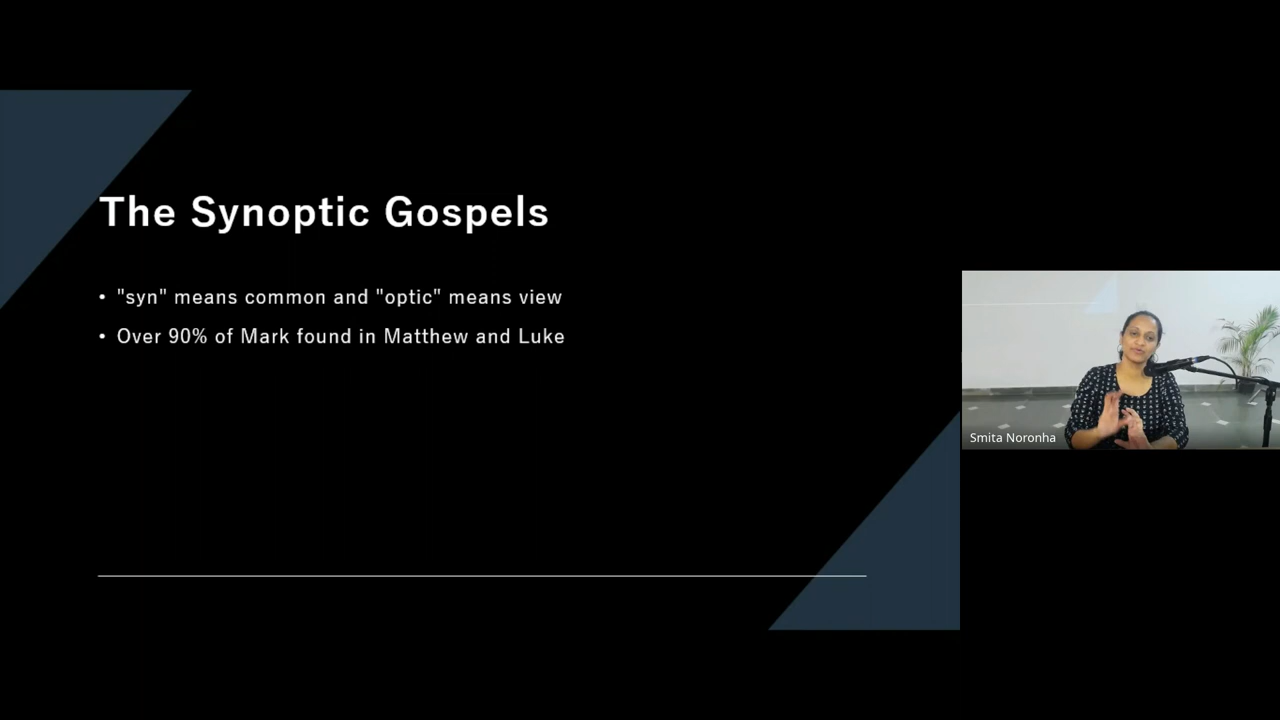 The Synoptic Gospels
• "syn" means common and "optic" means view
• Over 90% of Mark found in Matthew and Luke
Smita Noronha